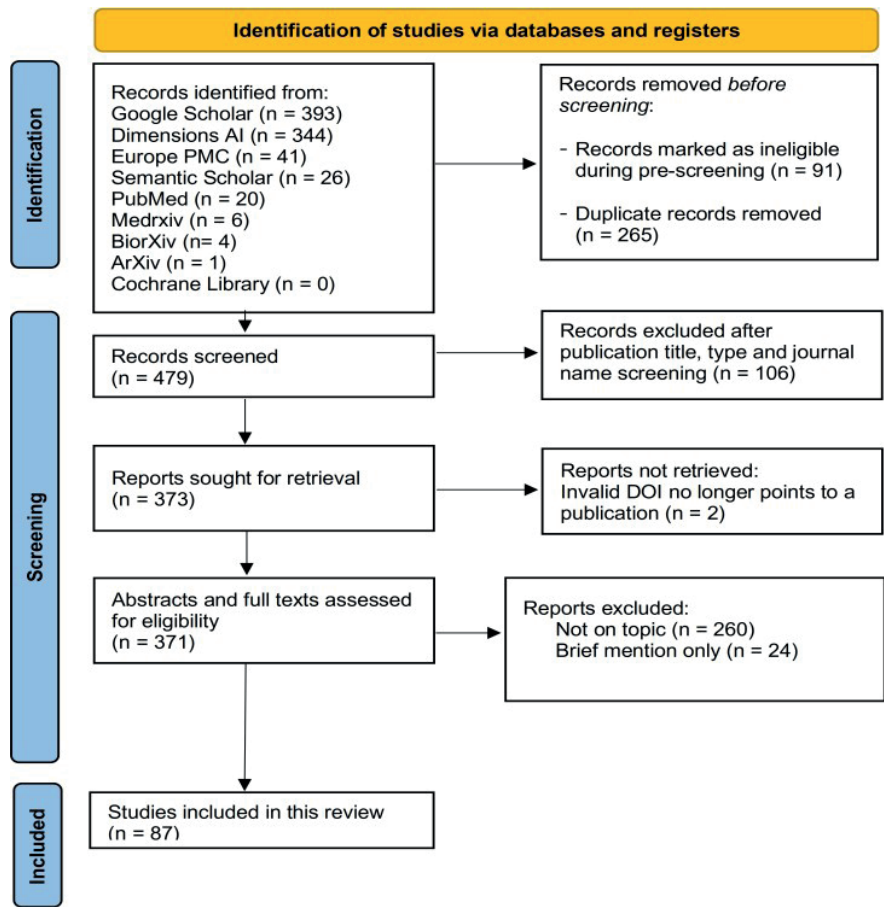 Identification of studies via databases and registers
Identification
Records identified from:
Google Scholar (n = 393)
Dimensions AI (n = 344)
Europe PMC (n = 41)
Semantic Scholar (n = 26)
PubMed (n = 20)
Medrxiv (n = 6)
BiorXiv (n= 4)
ArXiv (n = 1)
Cochrane Library (n = 0)
Records removed before
screening:
- Records marked as ineligible
during pre-screening (n = 91)
- Duplicate records removed
(n = 265)
Screening
Records screened
(n = 479)
Records excluded after
publication title, type and journal
name screening (n = 106)
Reports sought for retrieval
(n = 373)
Reports not retrieved:
Invalid DOI no longer points to a
publication (n = 2)
Abstracts and full texts assessed
for eligibility
(n = 371)
Reports excluded:
Not on topic (n = 260)
Brief mention only (n = 24)
Included
Studies included in this review
(n = 87)